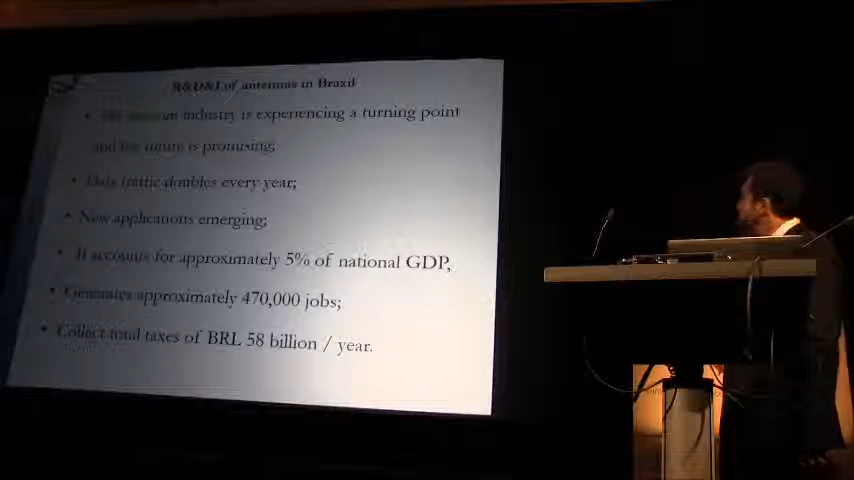 R&D&I of antennas in Brazil
• industry is experiencing a turning point
and the future is promising;
• Data traffic doubles every year;
• New applications emerging;
• It accounts for approximately 5% of national GDP,
• Generates approximately 470,000 jobs;
• Collect total taxes of BRL 58 billion / year.